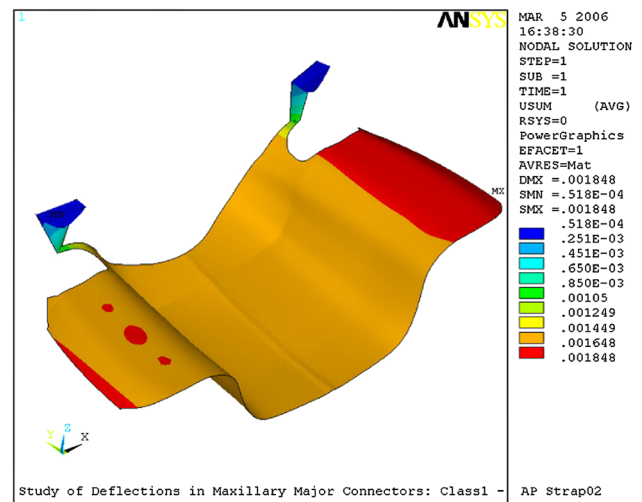 1
ANSYS
MAR 5 2006
16:38:30
NODAL SOLUTION
STEP=1
SUB =1
TIME=1
USUM (AVG)
RSYS=0
PowerGraphics
EFACET=1
AVRES=Mat
DMX =.001848
SMN =.518E-04
SMX =.001848
.518E-04
.251E-03
.451E-03
.650E-03
.850E-03
.00105
.001249
.001449
.001648
.001848
MX
MN
Z
Y
X
Study of Deflections in Maxillary Major Connectors: Class1 - AP Strap02